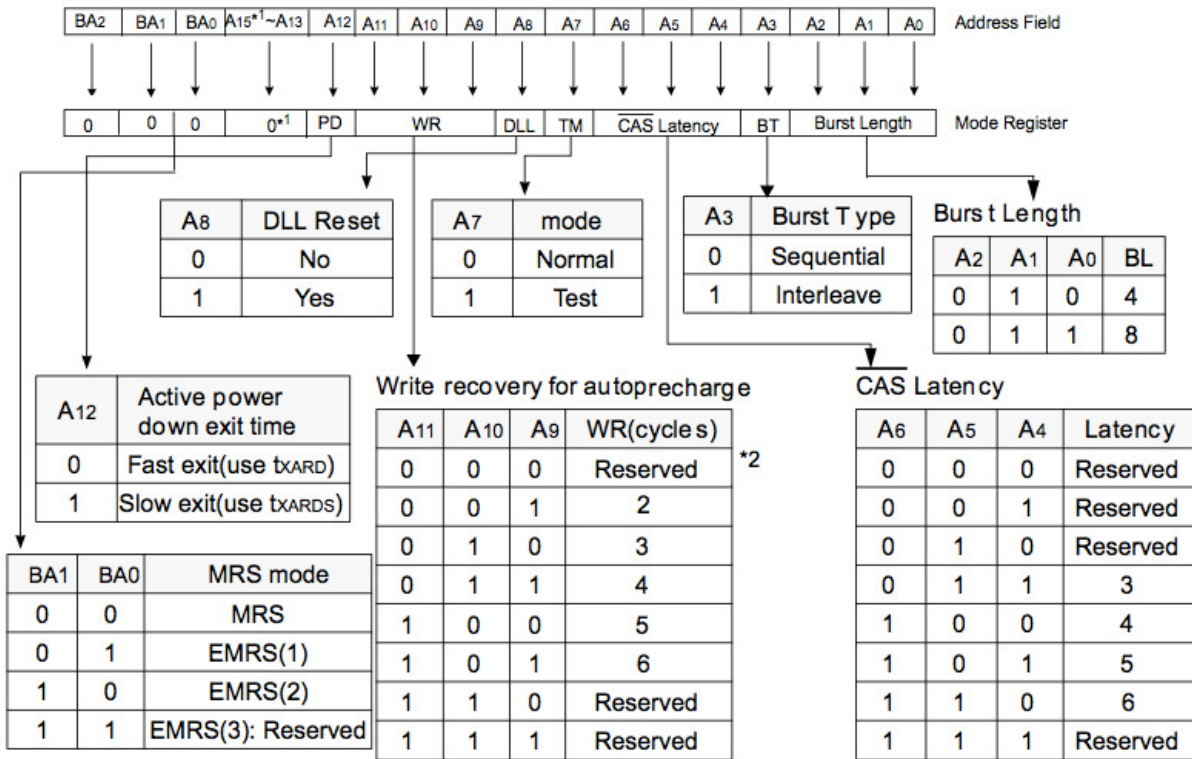 BA2 BA1 BA0 A15*1~A13 A12 A11 A10 A9 A8 A7 A6 A5 A4 A3 A2 A1 A0 Address Field
0 0 0 0*1 PD WR DLL TM CAS Latency BT Burst Length Mode Register
A8 DLL Reset
0 No
1 Yes
A7 mode
0 Normal
1 Test
A3 Burst Type
0 Sequential
1 Interleave
Burst Length
A2 A1 A0 BL
0 1 0 4
0 1 1 8
A12 Active power
down exit time
0 Fast exit(use tXARD)
1 Slow exit(use tXARDS)
BA1 BA0 MRS mode
0 0 MRS
0 1 EMRS(1)
1 0 EMRS(2)
1 1 EMRS(3): Reserved
Write recovery for autoprecharge
A11 A10 A9 WR(cycles)
0 0 0 Reserved *2
0 0 1 2
0 1 0 3
0 1 1 4
1 0 0 5
1 0 1 6
1 1 0 Reserved
1 1 1 Reserved
CAS Latency
A6 A5 A4 Latency
0 0 0 Reserved
0 0 1 Reserved
0 1 0 Reserved
0 1 1 3
1 0 0 4
1 0 1 5
1 1 0 6
1 1 1 Reserved